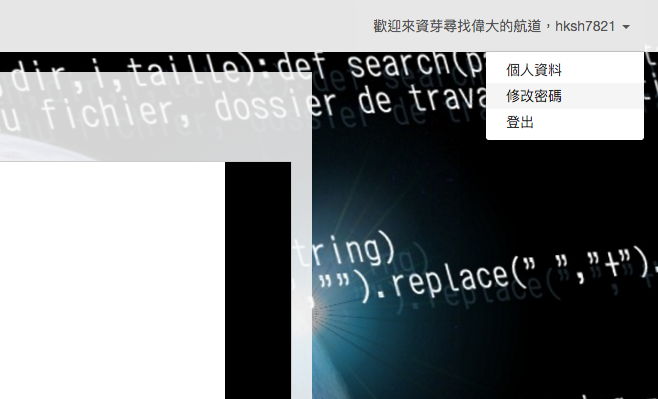 歡迎來資芽尋找偉大的航道，hksh7821
dir,i,taille):def search(p
個人資料
修改密碼
登出
u fichier, dossier de trava
tring)
,"").replace(" ","+").